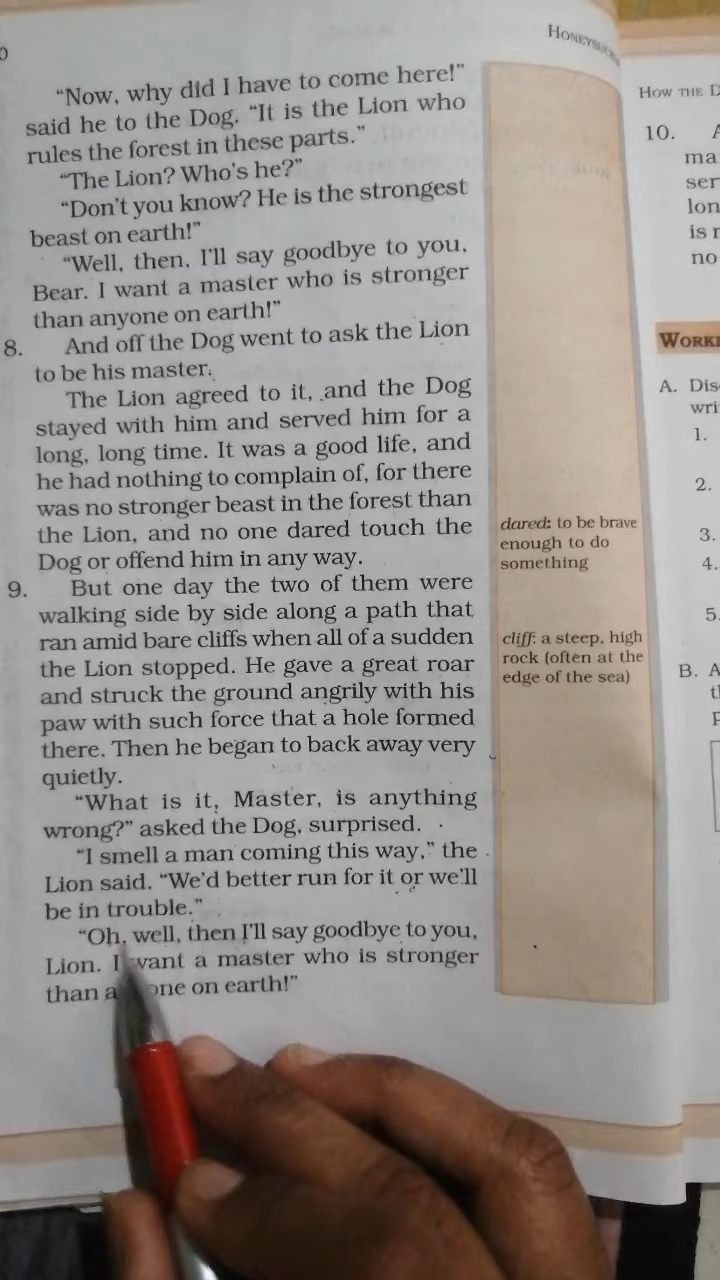 “Now, why did I have to come here!”
said he to the Dog. “It is the Lion who
rules the forest in these parts.”
“The Lion? Who’s he?”
“Don’t you know? He is the strongest
beast on earth!”
“Well, then, I’ll say goodbye to you,
Bear. I want a master who is stronger
than anyone on earth!”
8. And off the Dog went to ask the Lion
to be his master.
The Lion agreed to it, and the Dog
stayed with him and served him for a
long, long time. It was a good life, and
he had nothing to complain of, for there
was no stronger beast in the forest than
the Lion, and no one dared touch the
Dog or offend him in any way.
9. But one day the two of them were
walking side by side along a path that
ran amid bare cliffs when all of a sudden
the Lion stopped. He gave a great roar
and struck the ground angrily with his
paw with such force that a hole formed
there. Then he began to back away very
quietly.
“What is it, Master, is anything
wrong?” asked the Dog, surprised.
“I smell a man coming this way,” the
Lion said. “We’d better run for it or we’ll
be in trouble.”
“Oh, well, then I’ll say goodbye to you,
Lion. I want a master who is stronger
than one on earth!”
dared: to be brave
enough to do
something
cliff: a steep, high
rock (often at the
edge of the sea)
HOW THE D
10. A
ma
ser
lon
is
no
WORKI
A. Dis
wri
1.
2.
3.
4.
5.
B. A